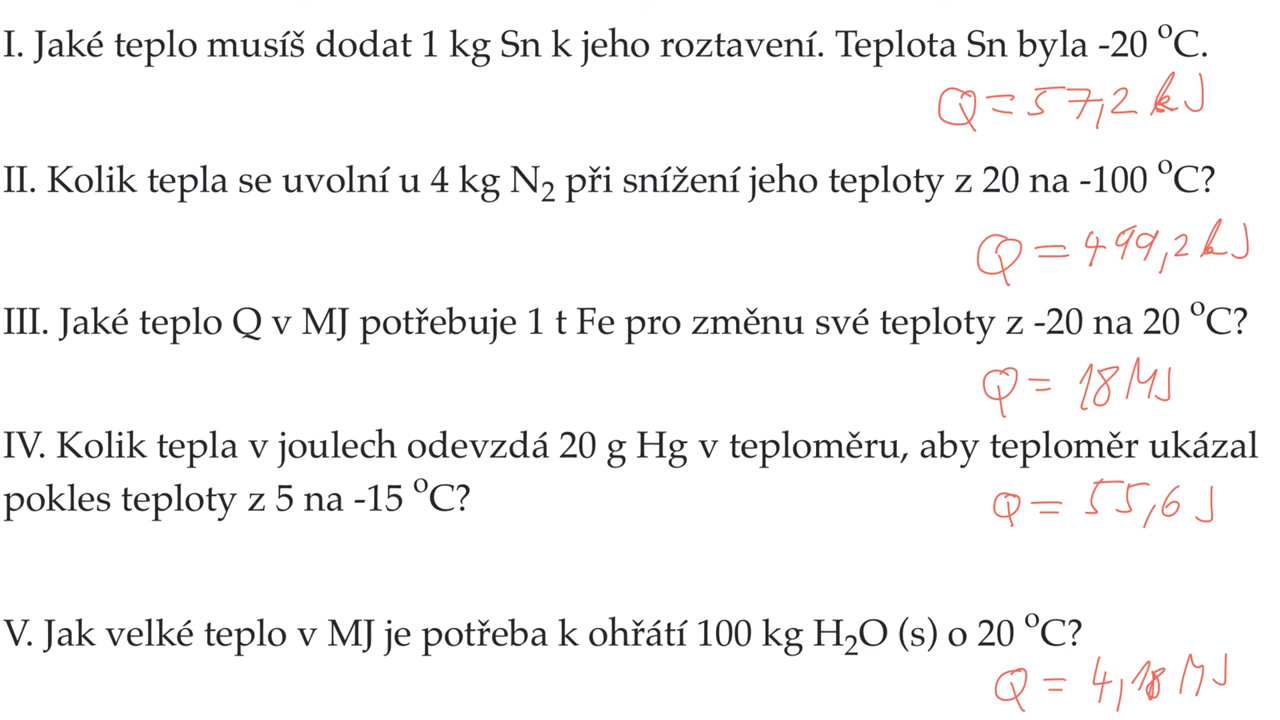 I. Jaké teplo musíš dodat 1 kg Sn k jeho roztavení. Teplota Sn byla -20 °C.
Q = 57,2 kJ
II. Kolik tepla se uvolní u 4 kg N₂ při snížení jeho teploty z 20 na -100 °C?
Q = 499,2 kJ
III. Jaké teplo Q v MJ potřebuje 1 t Fe pro změnu své teploty z -20 na 20 °C?
Q = 18 MJ
IV. Kolik tepla v joulech odevzdá 20 g Hg v teploměru, aby teploměr ukázal
pokles teploty z 5 na -15 °C?
Q = 55,6 J
V. Jak velké teplo v MJ je potřeba k ohřátí 100 kg H₂O (s) o 20 °C?
Q = 4,18 MJ